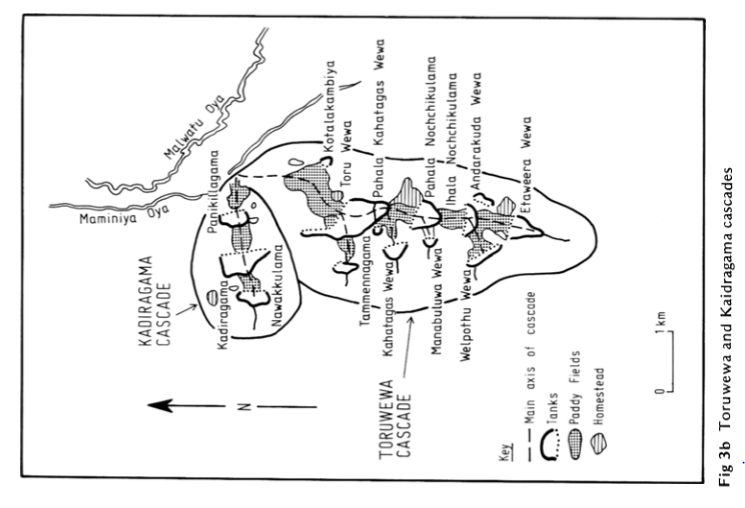 Malwatu Oya
Maminiya Oya
Kotalakambiya
Toru Wewa
Pahala Kahatagas Wewa
Pahala Nochchikulama
Ihala Nochchikulama
Andarakuda Wewa
Etaweera Wewa
Panikilagama
KADIRAGAMA
CASCADE
Kadiragama
Nawakkulama
Tammennagama
Kahatagas Wewa
Manabuluwa Wewa
Welpothu Wewa
TORUWEWA
CASCADE
N
Key
Main axis of cascade
Tanks
Paddy Fields
Homestead
0 1 km
Fig 3b Toruwewa and Kaidragama cascades